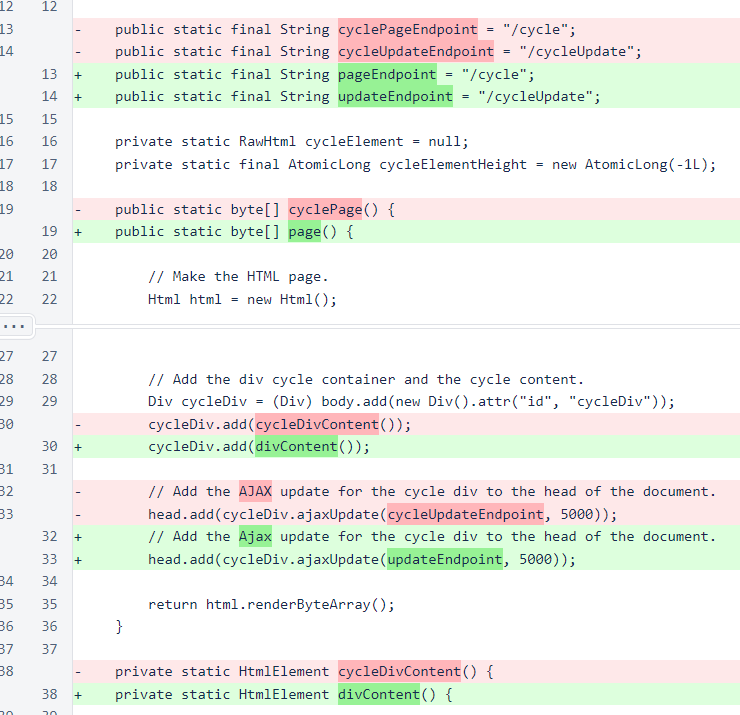 12 12
13 -     public static final String cyclePageEndpoint = "/cycle";
14 -     public static final String cycleUpdateEndpoint = "/cycleUpdate";
13 +     public static final String pageEndpoint = "/cycle";
14 +     public static final String updateEndpoint = "/cycleUpdate";
15 15
16 16     private static RawHtml cycleElement = null;
17 17     private static final AtomicLong cycleElementHeight = new AtomicLong(-1L);
18 18
19 -     public static byte[] cyclePage() {
19 +     public static byte[] page() {
20 20
21 21         // Make the HTML page.
22 22         Html html = new Html();
...
27 27
28 28         // Add the div cycle container and the cycle content.
29 29         Div cycleDiv = (Div) body.add(new Div().attr("id", "cycleDiv"));
30 -         cycleDiv.add(cycleDivContent());
30 +         cycleDiv.add(divContent());
31 31
32 -         // Add the AJAX update for the cycle div to the head of the document.
33 -         head.add(cycleDiv.ajaxUpdate(cycleUpdateEndpoint, 5000));
32 +         // Add the Ajax update for the cycle div to the head of the document.
33 +         head.add(cycleDiv.ajaxUpdate(updateEndpoint, 5000));
34 34
35 35         return html.renderByteArray();
36 36     }
37 37
38 -     private static HtmlElement cycleDivContent() {
38 +     private static HtmlElement divContent() {